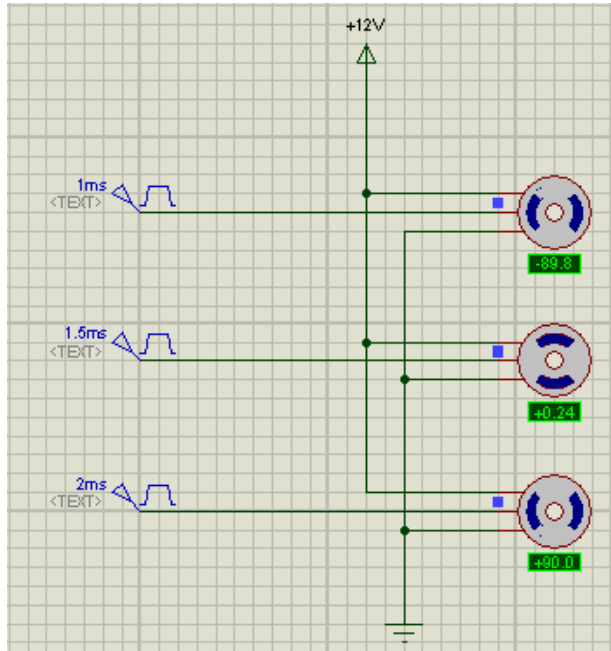 +12V
1ms
<TEXT>
-89.8
1.5ms
<TEXT>
+0.24
2ms
<TEXT>
+90.0